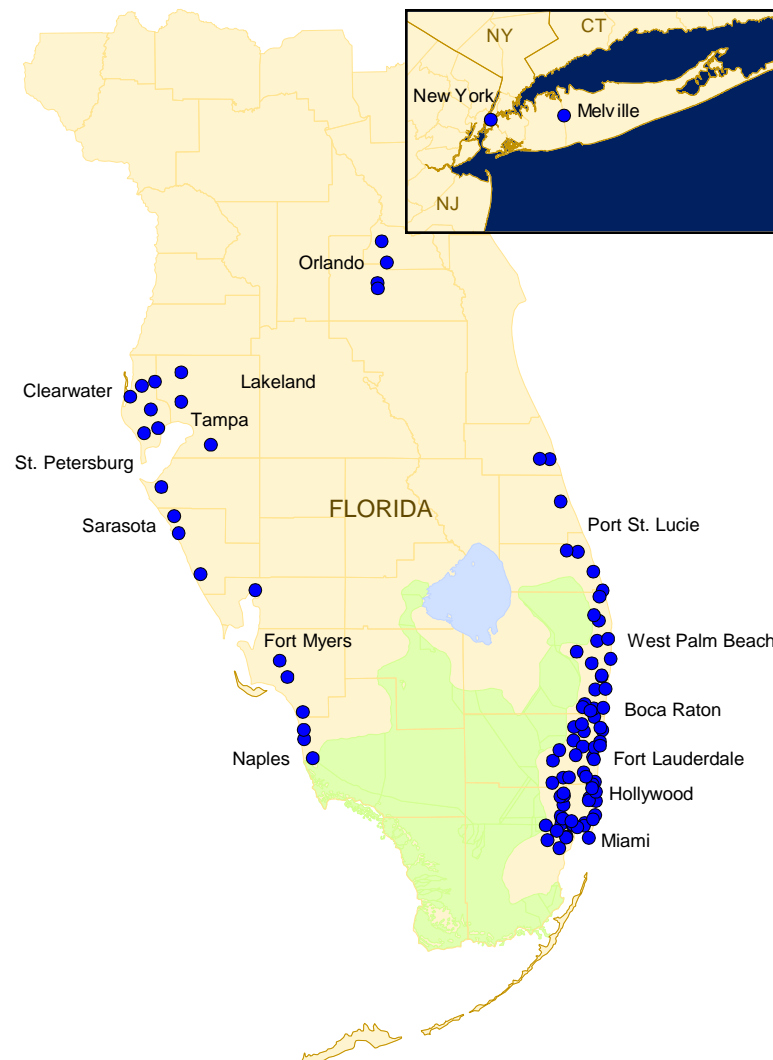 NY
CT
New York
Melville
NJ
Orlando
Clearwater
Lakeland
Tampa
St. Petersburg
FLORIDA
Sarasota
Port St. Lucie
Fort Myers
West Palm Beach
Boca Raton
Naples
Fort Lauderdale
Hollywood
Miami